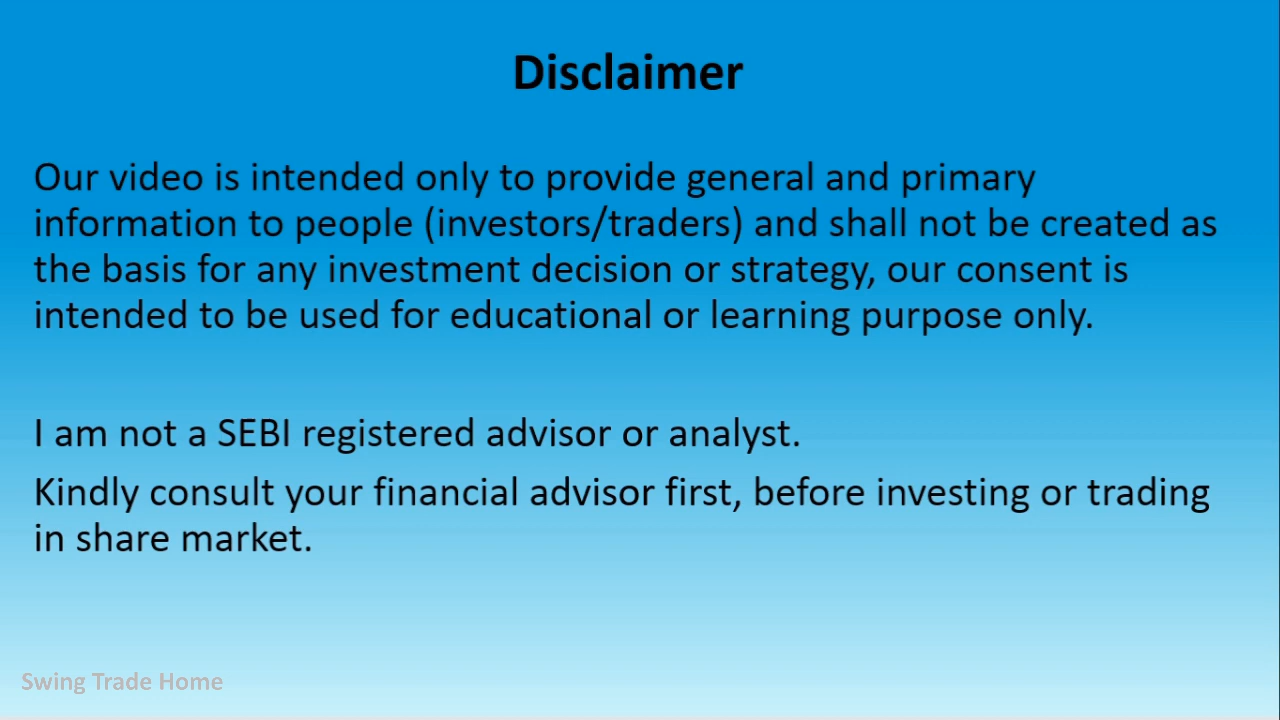 Disclaimer
Our video is intended only to provide general and primary
information to people (investors/traders) and shall not be created as
the basis for any investment decision or strategy, our consent is
intended to be used for educational or learning purpose only.
I am not a SEBI registered advisor or analyst.
Kindly consult your financial advisor first, before investing or trading
in share market.
Swing Trade Home